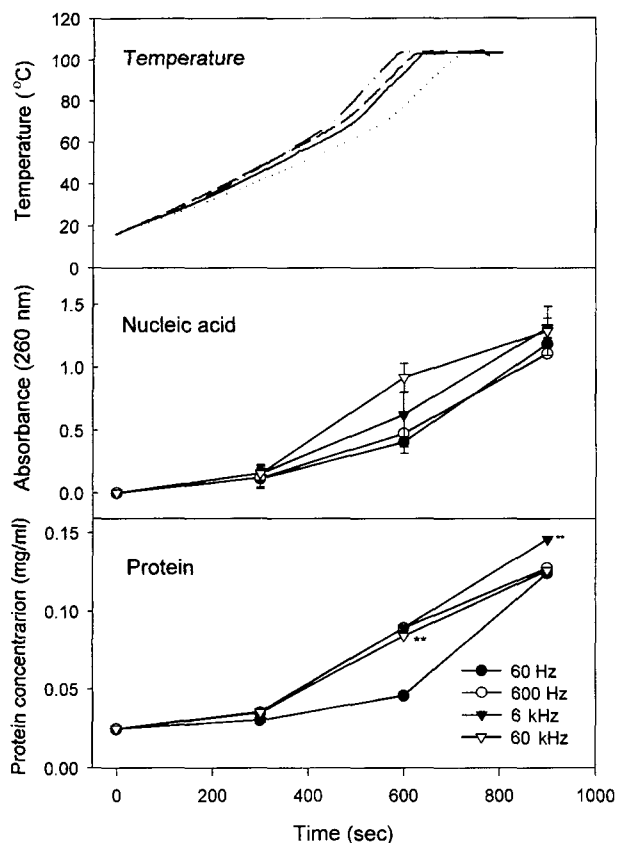 120
100
80
60
40
20
0
Temperature (°C)
Temperature
1.5
1.0
0.5
0.0
Absorbance (260 nm)
Nucleic acid
0.15
0.10
0.05
0.00
Protein concentrarion (mg/ml)
Protein
**
**
60 Hz
600 Hz
6 kHz
60 kHz
0 200 400 600 800 1000
Time (sec)